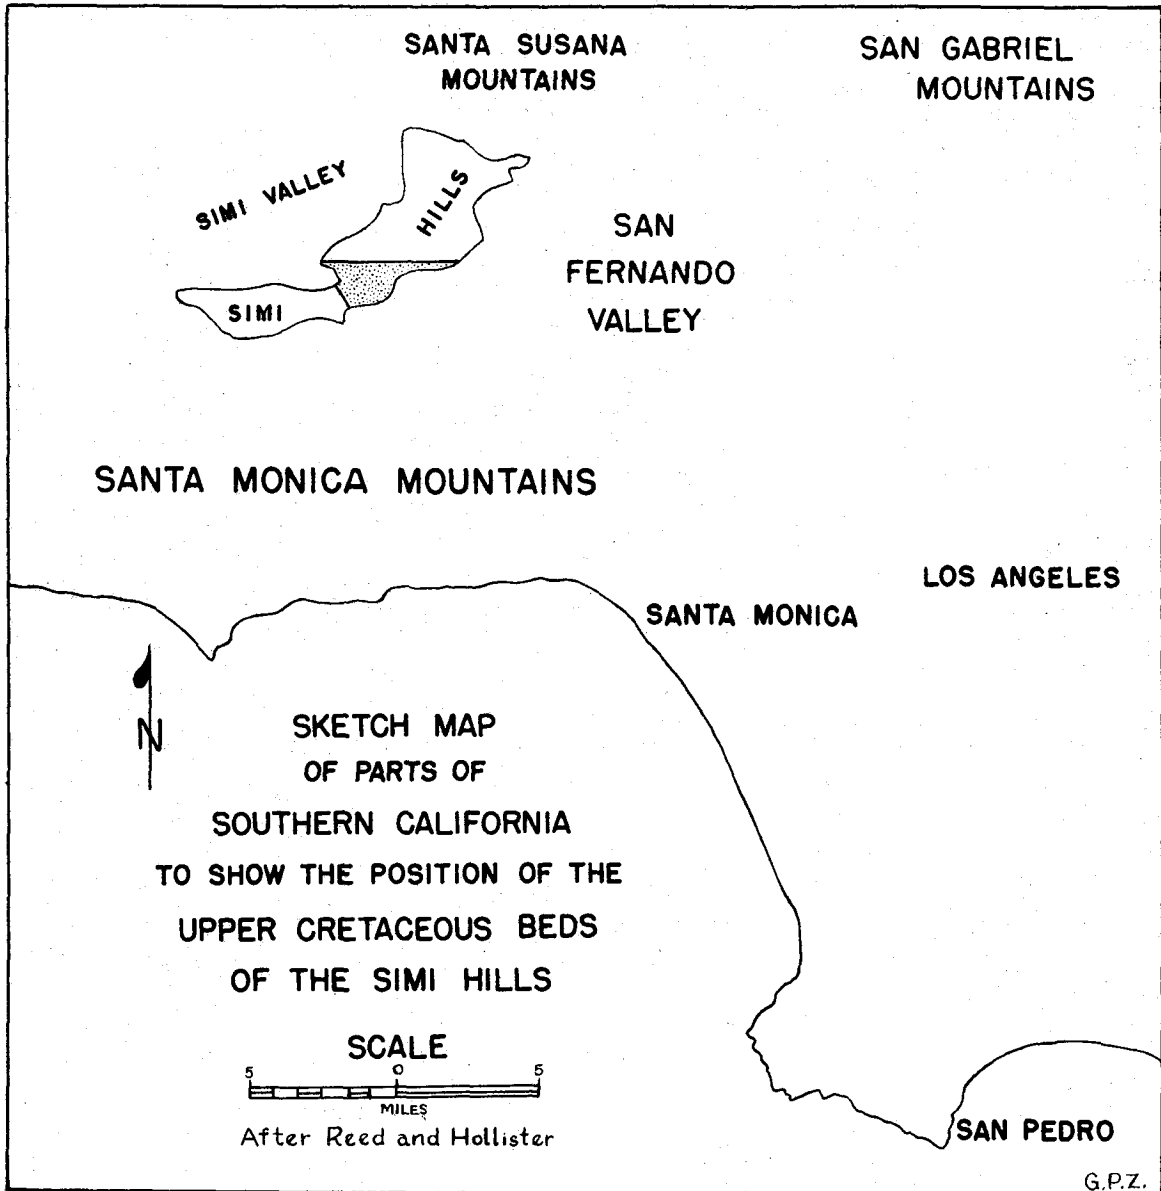 SANTA SUSANA
MOUNTAINS
SAN GABRIEL
MOUNTAINS
SIMI VALLEY
HILLS
SAN
FERNANDO
VALLEY
SIMI
SANTA MONICA MOUNTAINS
LOS ANGELES
SANTA MONICA
N
SKETCH MAP
OF PARTS OF
SOUTHERN CALIFORNIA
TO SHOW THE POSITION OF THE
UPPER CRETACEOUS BEDS
OF THE SIMI HILLS
SCALE
5 0 5
MILES
After Reed and Hollister
SAN PEDRO
G.P.Z.